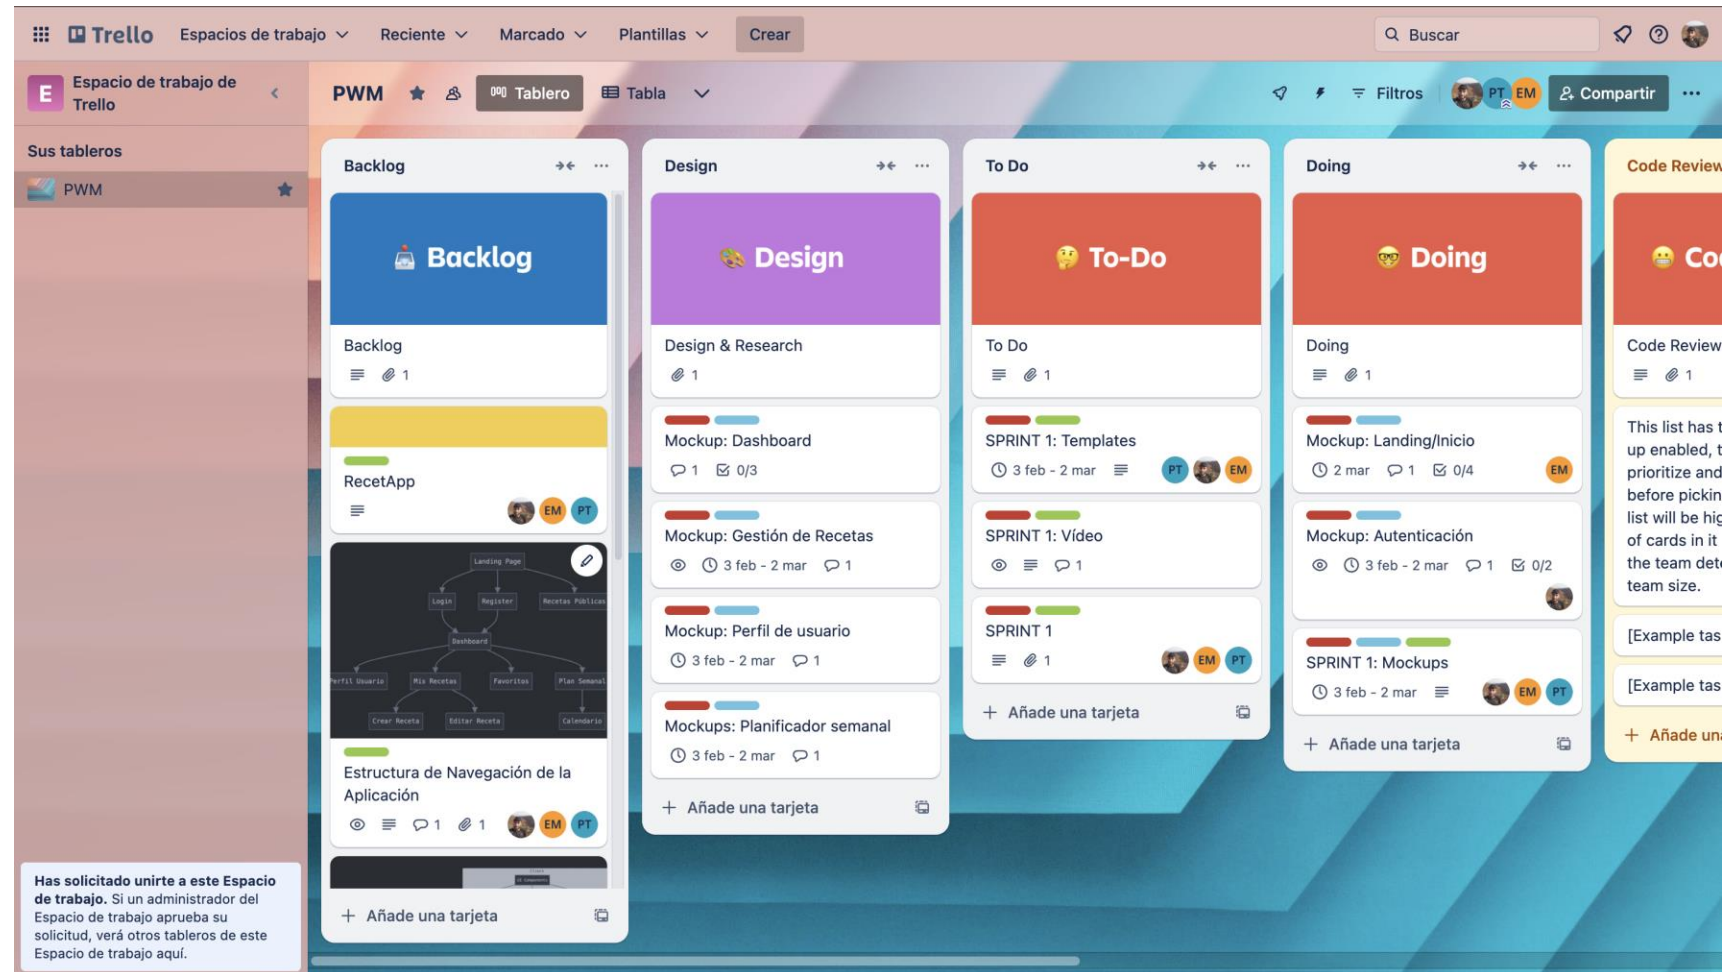 Trello
Espacios de trabajo
Reciente
Marcado
Plantillas
Crear
Buscar
E
Espacio de trabajo de
Trello
PWM
Tablero
Tabla
Filtros
PT
EM
Compartir
Sus tableros
PWM
Has solicitado unirte a este Espacio
de trabajo. Si un administrador del
Espacio de trabajo aprueba su
solicitud, verá otros tableros de este
Espacio de trabajo aquí.
Backlog
Backlog
Backlog
1
RecetApp
EM PT
Landing Page
Login Register Recetas Públicas
Dashboard
Perfil Usuario Mis Recetas Favoritos Plan Semanal
Crear Receta Editar Receta Calendario
Estructura de Navegación de la
Aplicación
1 1 EM PT
Añade una tarjeta
Design
Design
Design & Research
1
Mockup: Dashboard
1 0/3
Mockup: Gestión de Recetas
3 feb - 2 mar 1
Mockup: Perfil de usuario
3 feb - 2 mar 1
Mockups: Planificador semanal
3 feb - 2 mar 1
Añade una tarjeta
To Do
To-Do
To Do
1
SPRINT 1: Templates
3 feb - 2 mar PT EM
SPRINT 1: Vídeo
1
SPRINT 1
1 EM PT
Añade una tarjeta
Doing
Doing
Doing
1
Mockup: Landing/Inicio
2 mar 1 0/4 EM
Mockup: Autenticación
3 feb - 2 mar 1 0/2
SPRINT 1: Mockups
3 feb - 2 mar EM PT
Añade una tarjeta
Code Review
Code Review
1
This list has
up enabled,
prioritize and
before
list will be
of cards in it
the team
team size.
[Example
[Example
Añade